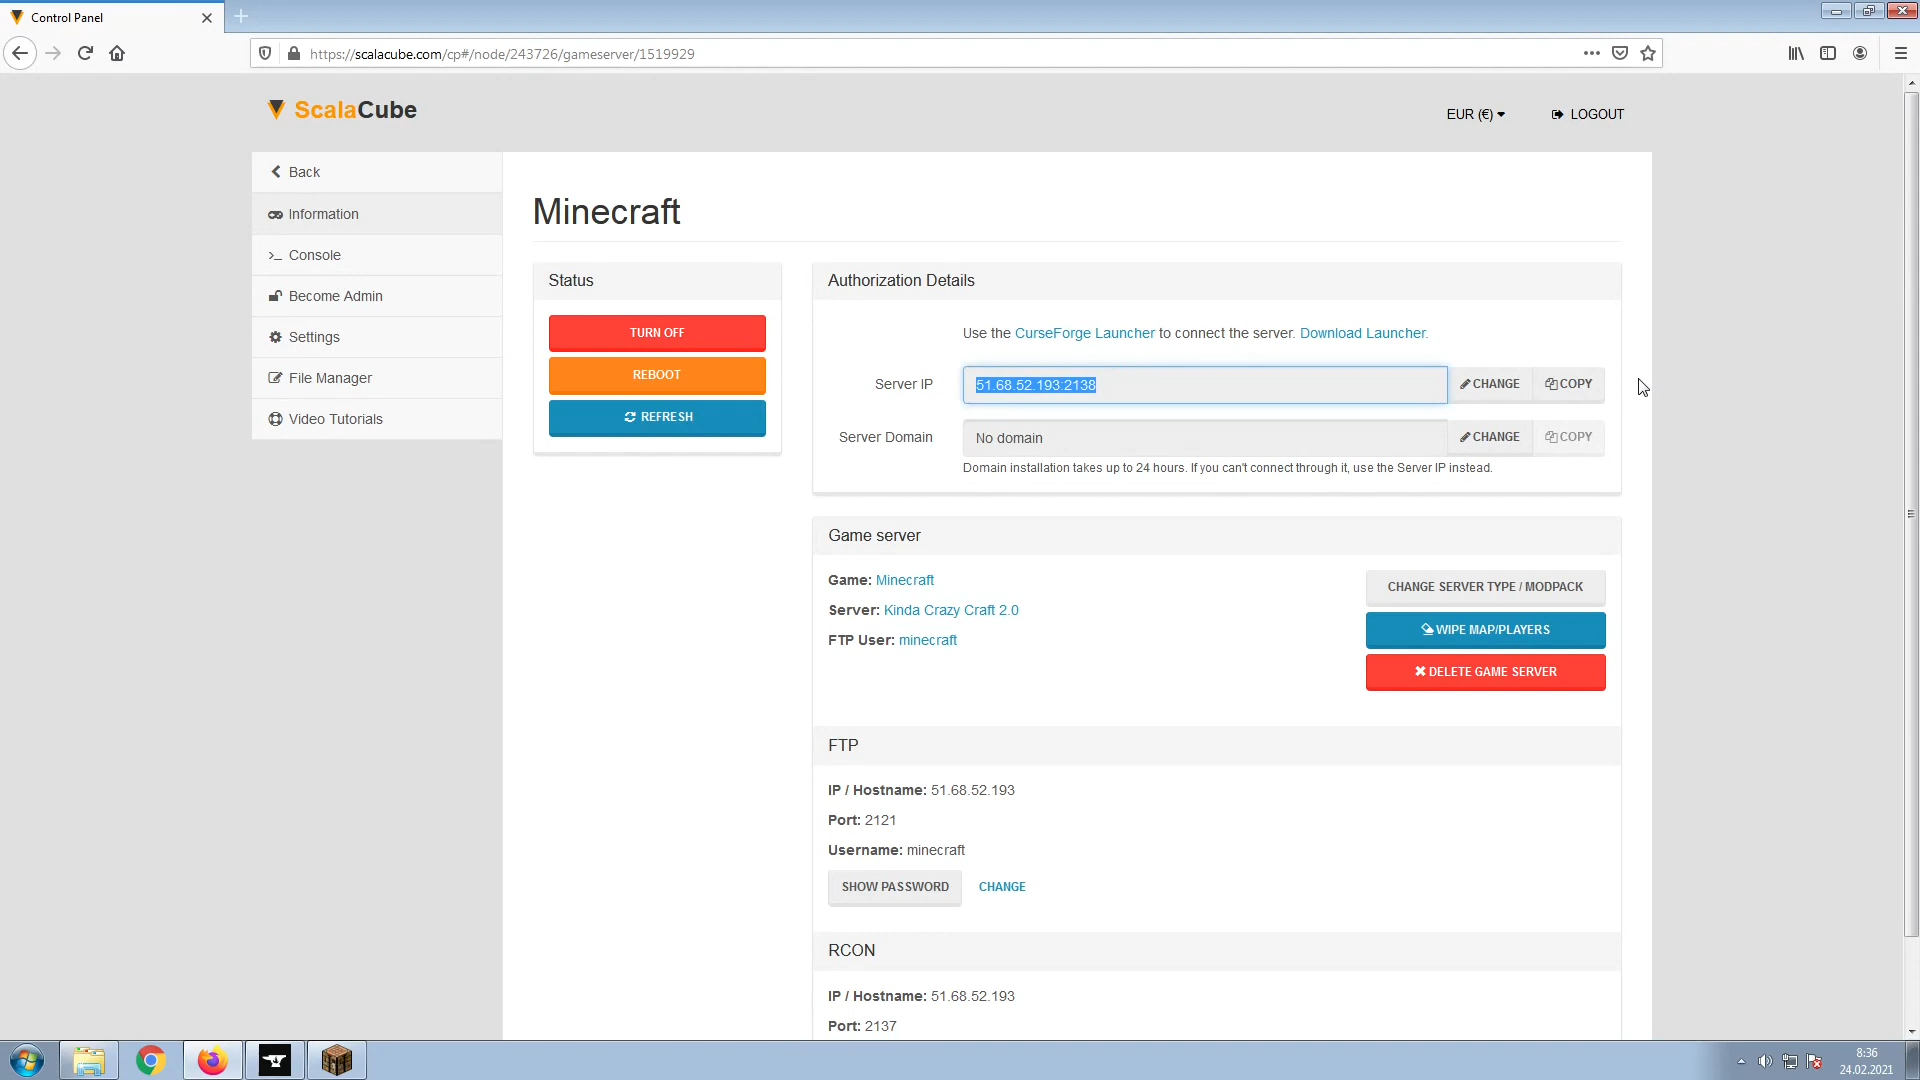 Control Panel
https://scalacube.com/cp#/node/243726/gameserver/1519929
ScalaCube
EUR (€)
LOGOUT
Back
Information
Console
Become Admin
Settings
File Manager
Video Tutorials
Minecraft
Status
TURN OFF
REBOOT
REFRESH
Authorization Details
Use the CurseForge Launcher to connect the server. Download Launcher.
Server IP
51.68.52.193:2138
CHANGE
COPY
Server Domain
No domain
CHANGE
COPY
Domain installation takes up to 24 hours. If you can't connect through it, use the Server IP instead.
Game server
Game: Minecraft
Server: Kinda Crazy Craft 2.0
FTP User: minecraft
CHANGE SERVER TYPE / MODPACK
WIPE MAP/PLAYERS
DELETE GAME SERVER
FTP
IP / Hostname: 51.68.52.193
Port: 2121
Username: minecraft
SHOW PASSWORD
CHANGE
RCON
IP / Hostname: 51.68.52.193
Port: 2137
8:36
24.02.2021